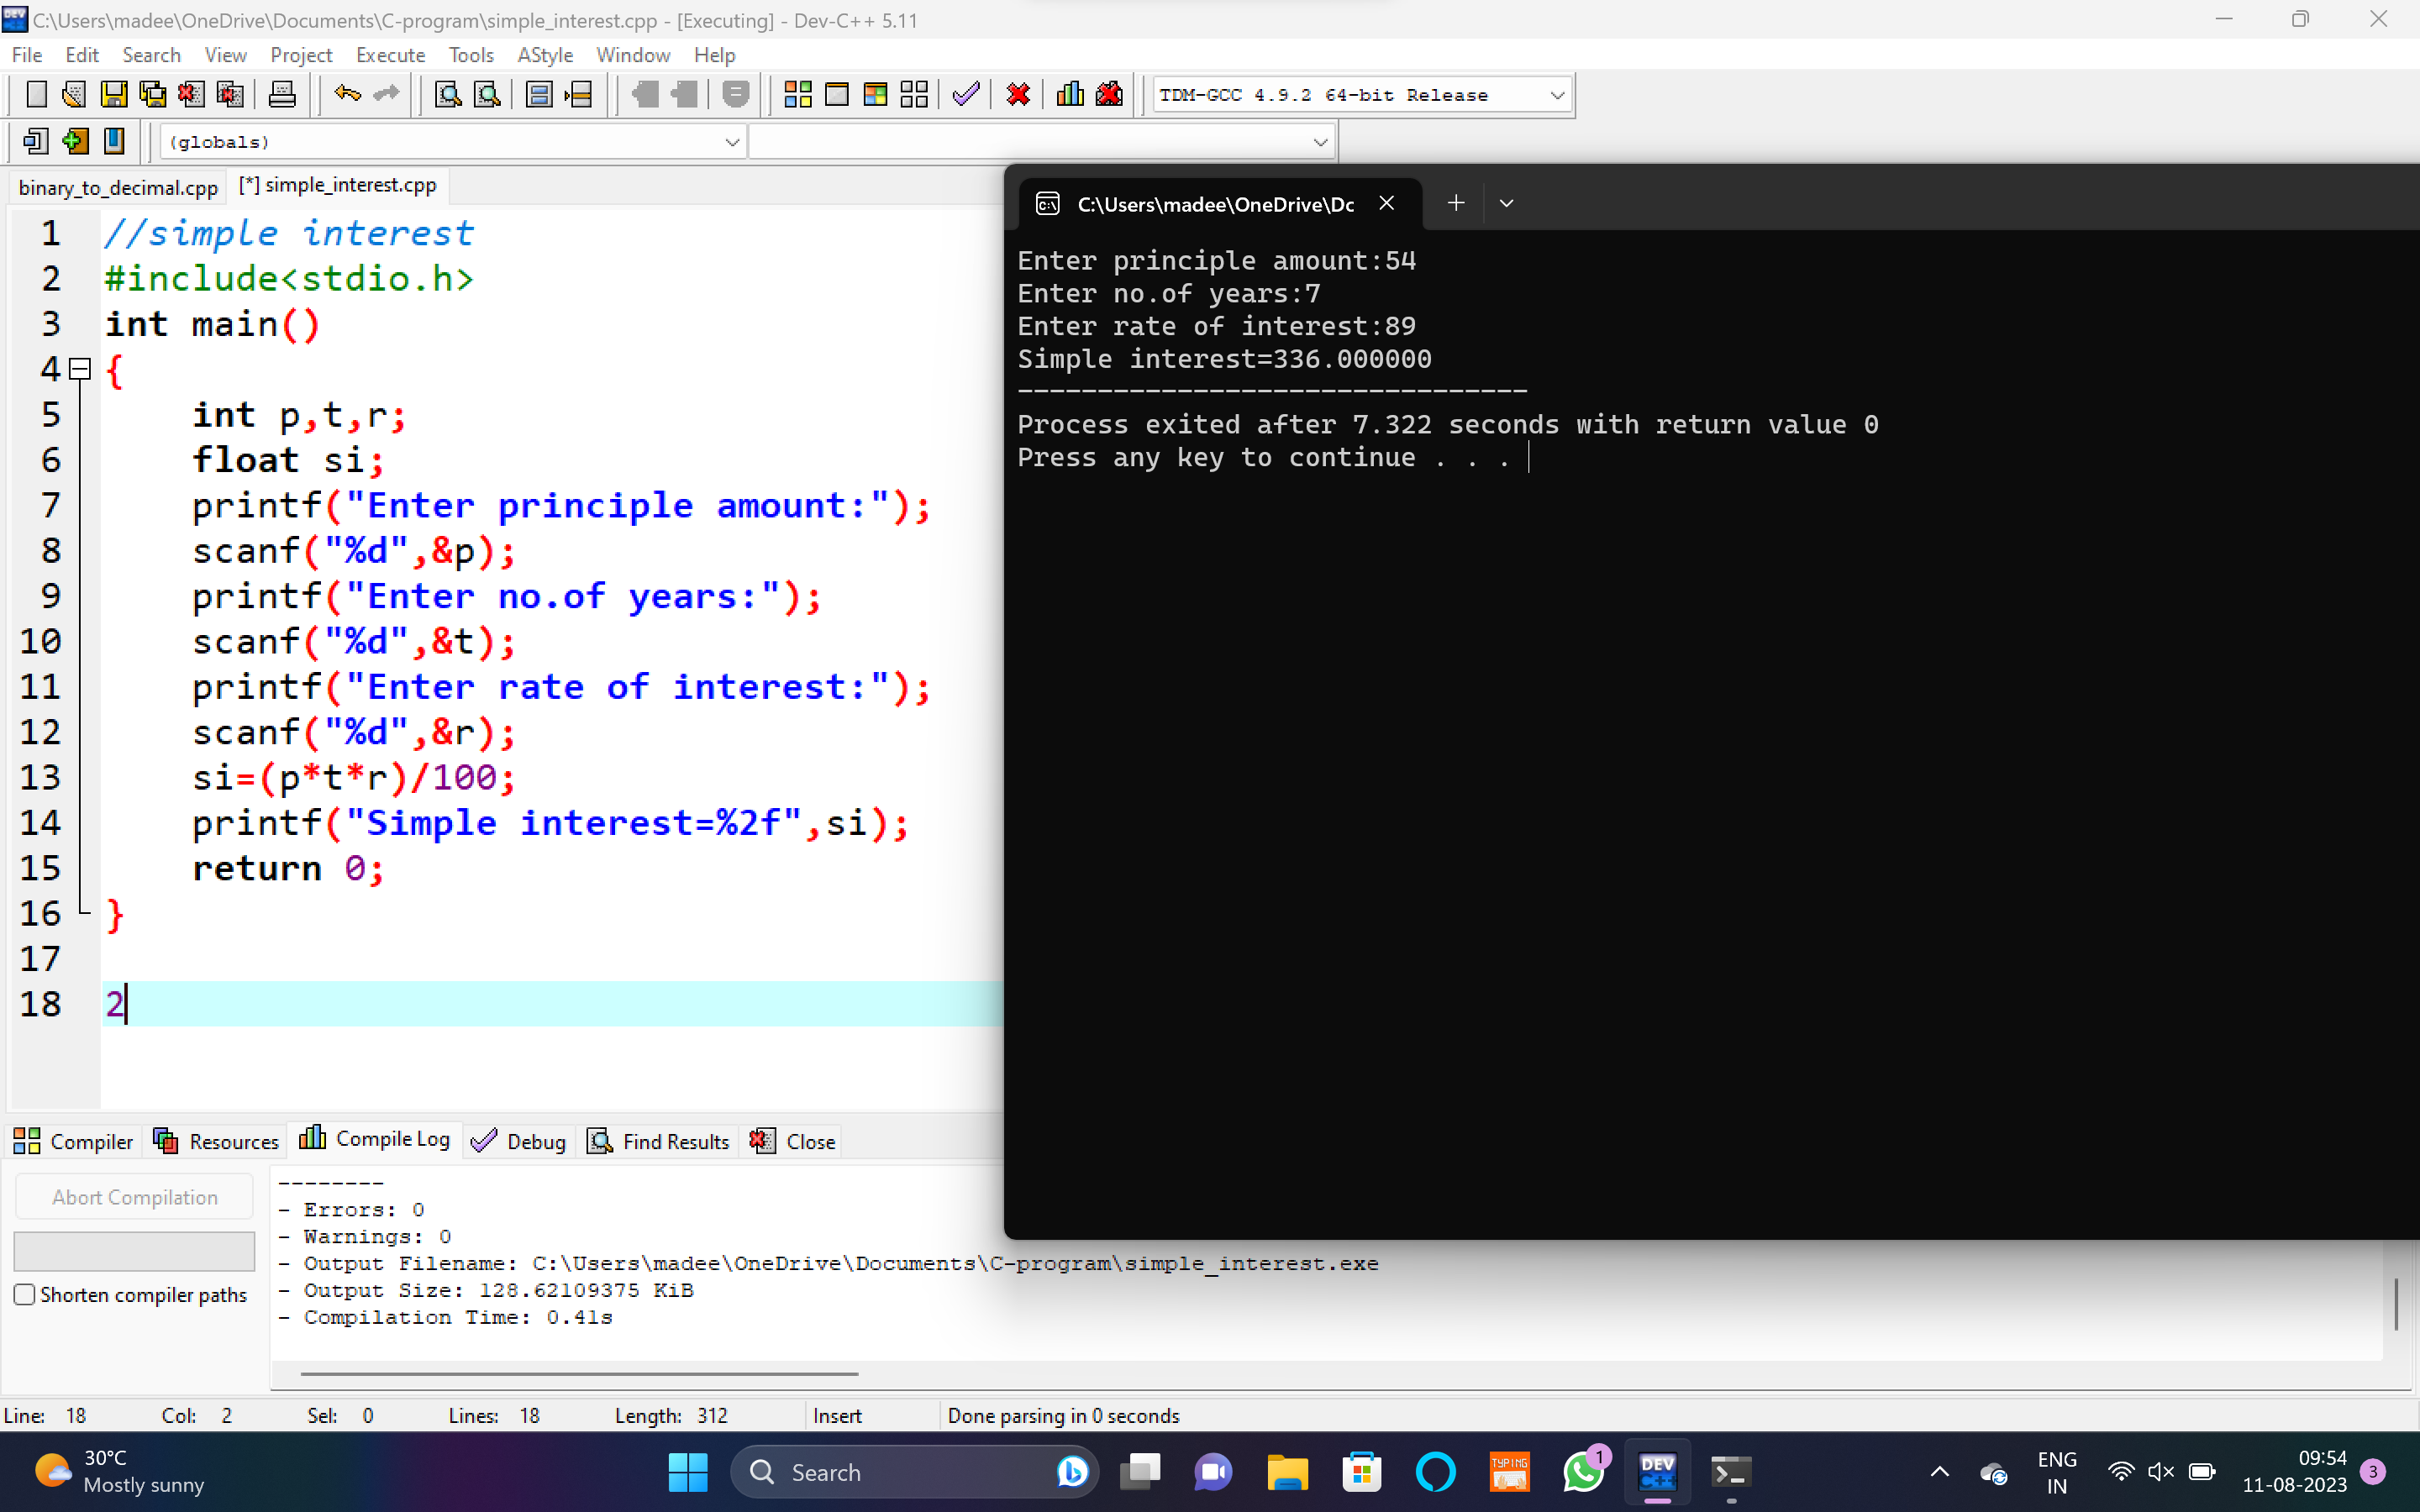 C:\Users\madee\OneDrive\Documents\C-program\simple_interest.cpp - [Executing] - Dev-C++ 5.11
File Edit Search View Project Execute Tools AStyle Window Help
TDM-GCC 4.9.2 64-bit Release
(globals)
binary_to_decimal.cpp [*] simple_interest.cpp
1 //simple interest
2 #include<stdio.h>
3 int main()
4 {
5 int p,t,r;
6 float si;
7 printf("Enter principle amount:");
8 scanf("%d",&p);
9 printf("Enter no.of years:");
10 scanf("%d",&t);
11 printf("Enter rate of interest:");
12 scanf("%d",&r);
13 si=(p*t*r)/100;
14 printf("Simple interest=%2f",si);
15 return 0;
16 }
17
18 2
C:\Users\madee\OneDrive\Dc
Enter principle amount:54
Enter no.of years:7
Enter rate of interest:89
Simple interest=336.000000
--------------------------------
Process exited after 7.322 seconds with return value 0
Press any key to continue . . .
Compiler Resources Compile Log Debug Find Results Close
Abort Compilation
Shorten compiler paths
--------
- Errors: 0
- Warnings: 0
- Output Filename: C:\Users\madee\OneDrive\Documents\C-program\simple_interest.exe
- Output Size: 128.62109375 KiB
- Compilation Time: 0.41s
Line: 18 Col: 2 Sel: 0 Lines: 18 Length: 312 Insert Done parsing in 0 seconds
30°C
Mostly sunny
Search
TYPING
1
DEV
C++
ENG
IN
09:54
11-08-2023
3